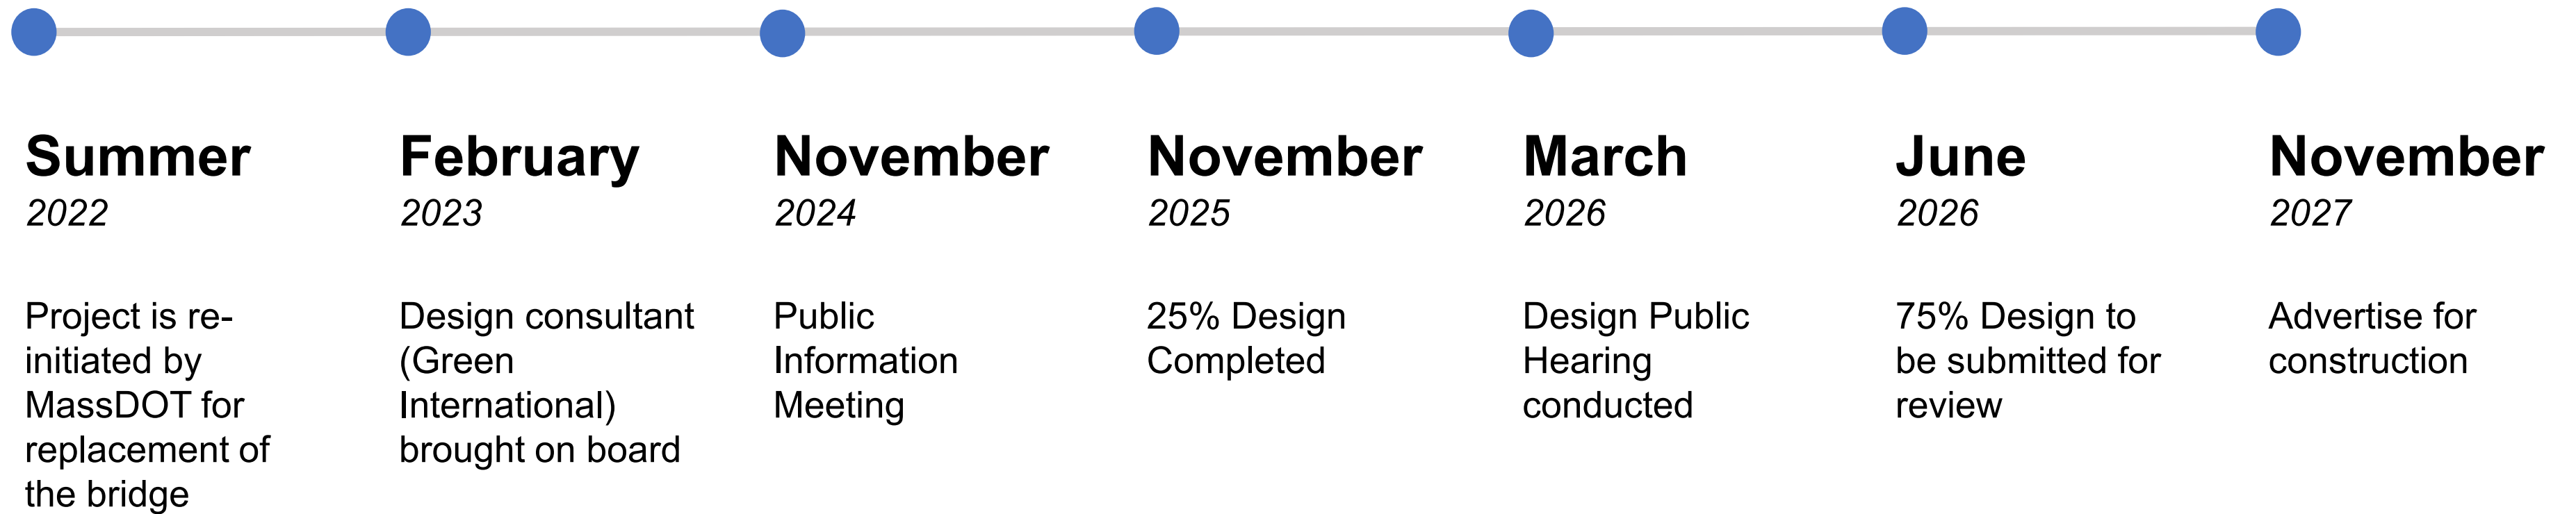 Summer
2022
Project is re-
initiated by
MassDOT for
replacement of
the bridge
February
2023
Design consultant
(Green
International)
brought on board
November
2024
Public
Information
Meeting
November
2025
25% Design
Completed
March
2026
Design Public
Hearing
conducted
June
2026
75% Design to
be submitted for
review
November
2027
Advertise for
construction